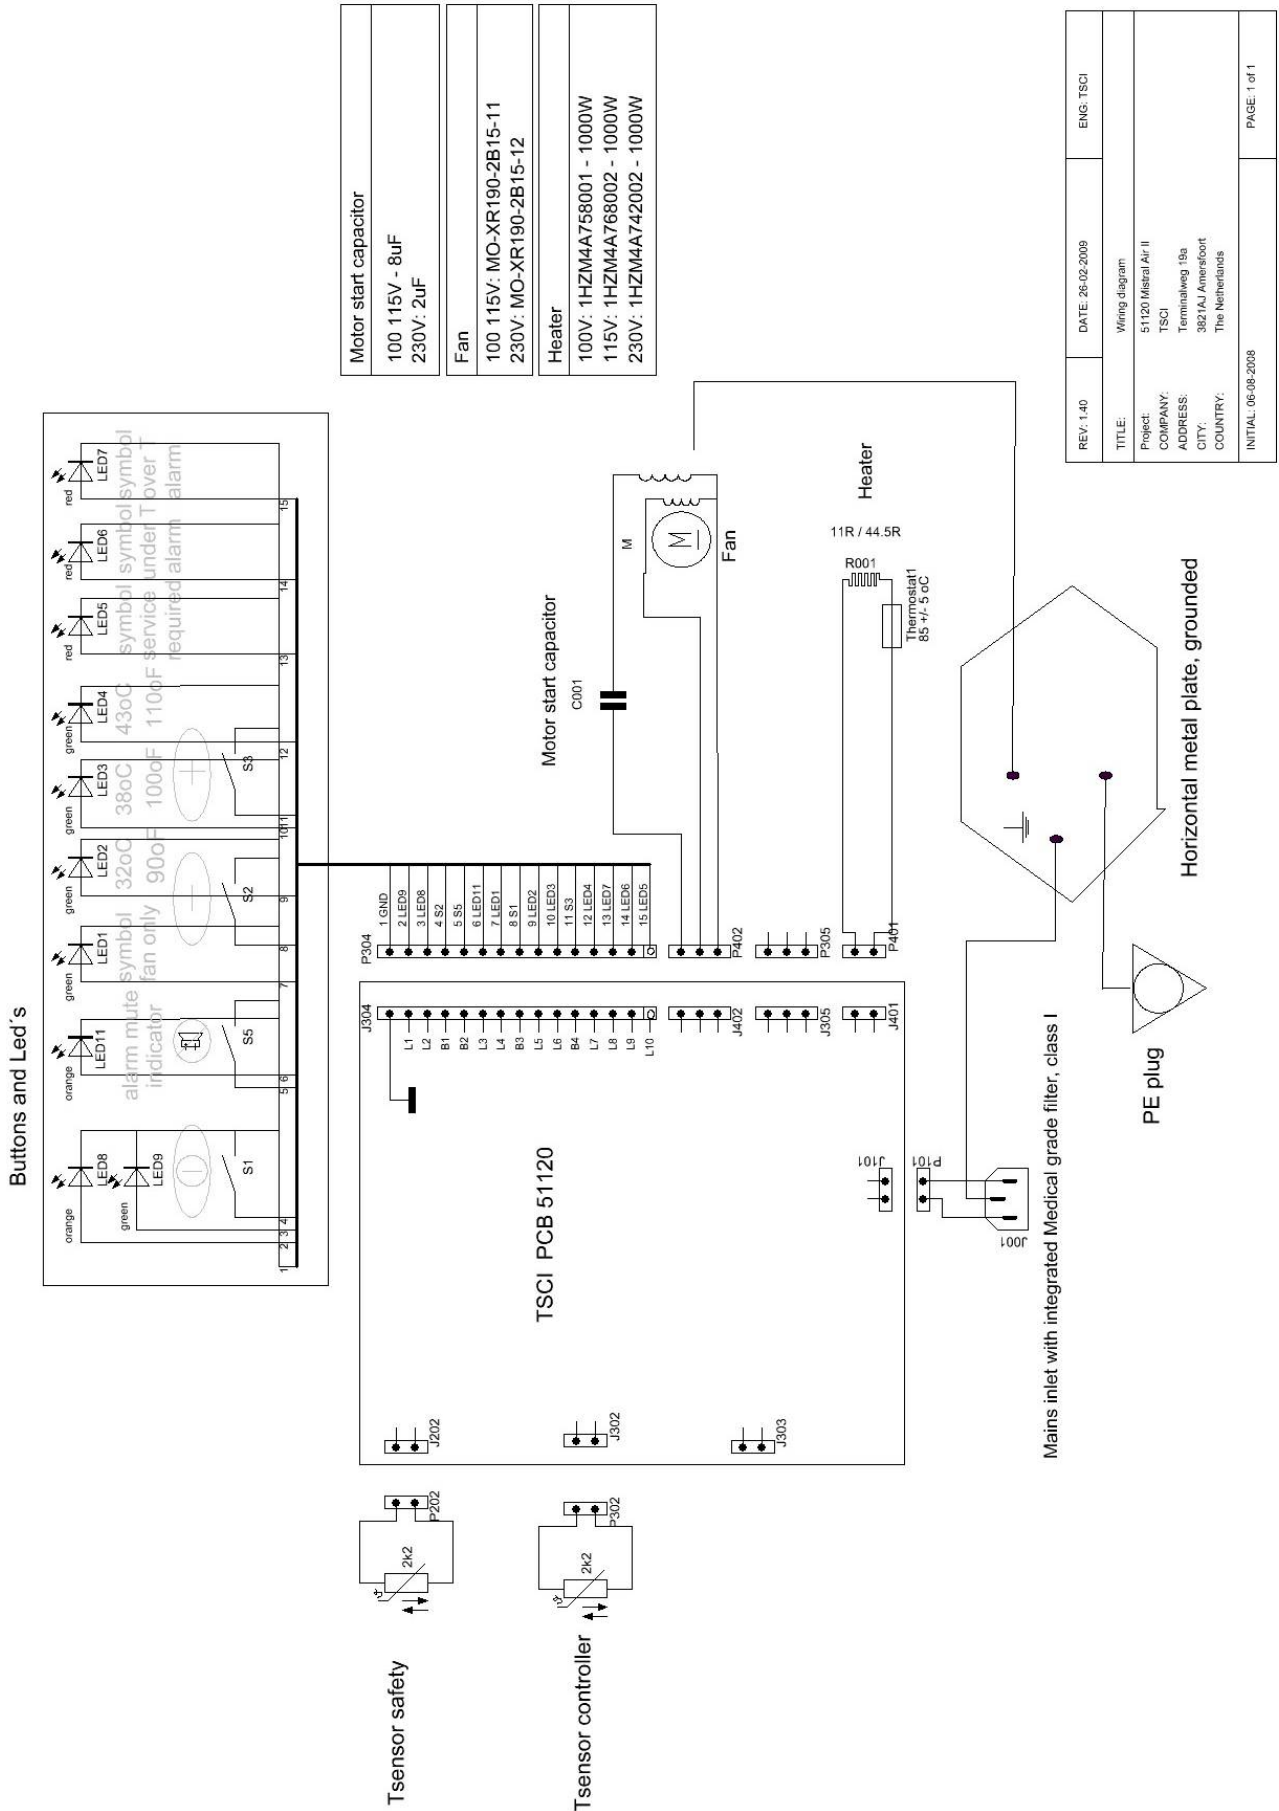 Buttons and Led´s
orange
LED8
green
LED9
S1
orange
LED11
alarm mute
indicator
S5
green
LED1
symbol
fan only
green
LED2
32oC
90oF
S2
green
LED3
38oC
100oF
S3
green
LED4
43oC
110oF
red
LED5
symbol
service
required
red
LED6
symbol
under T
alarm
red
LED7
symbol
over T
alarm
1
2
3
4
5
6
7
8
9
10
11
12
13
14
15
Motor start capacitor
100 115V - 8uF
230V: 2uF
Fan
100 115V: MO-XR190-2B15-11
230V: MO-XR190-2B15-12
Heater
100V: 1HZM4A758001 - 1000W
115V: 1HZM4A768002 - 1000W
230V: 1HZM4A742002 - 1000W
Tsensor safety
2k2
P202
J202
Tsensor controller
2k2
P302
J302
J303
TSCI PCB 51120
J304
L1
L2
B1
B2
L3
L4
B3
L5
L6
B4
L7
L8
L9
L10
J402
J305
J401
J101
P101
J001
P304
1 GND
2 LED9
3 LED8
4 S2
5 S5
6 LED11
7 LED1
8 S1
9 LED2
10 LED3
11 S3
12 LED4
13 LED7
14 LED6
15 LED5
P402
P305
P401
Motor start capacitor
C001
M
M
Fan
Heater
11R / 44.5R
R001
Thermostat1
85 +/- 5 oC
Mains inlet with integrated Medical grade filter, class I
PE plug
Horizontal metal plate, grounded
REV: 1.40
DATE: 26-02-2009
ENG: TSCI
TITLE: Wiring diagram
Project: 51120 Mistral Air II
COMPANY: TSCI
ADDRESS: Terminalweg 19a
CITY: 3821AJ Amersfoort
COUNTRY: The Netherlands
INITIAL: 06-08-2008
PAGE: 1 of 1